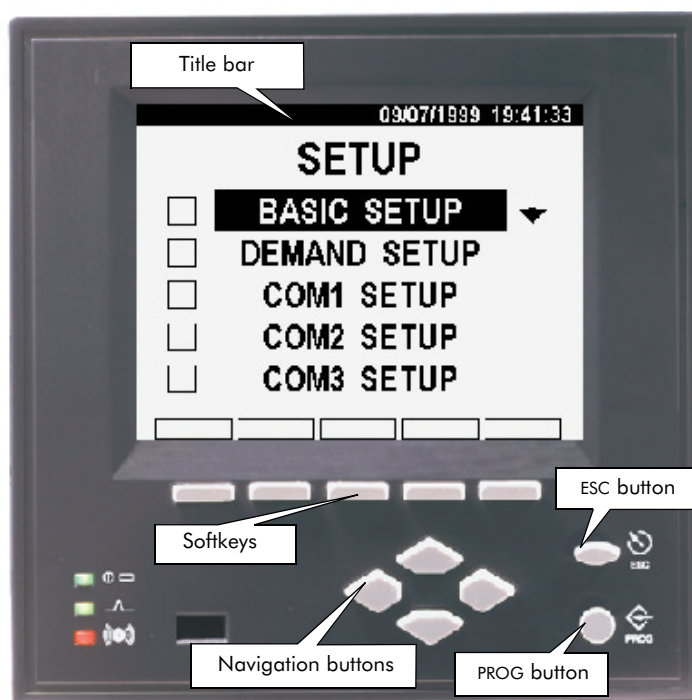 Title bar
09/07/1999 19:41:33
SETUP
BASIC SETUP
DEMAND SETUP
COM1 SETUP
COM2 SETUP
COM3 SETUP
ESC button
Softkeys
ESC
Navigation buttons
PROG button
PROG